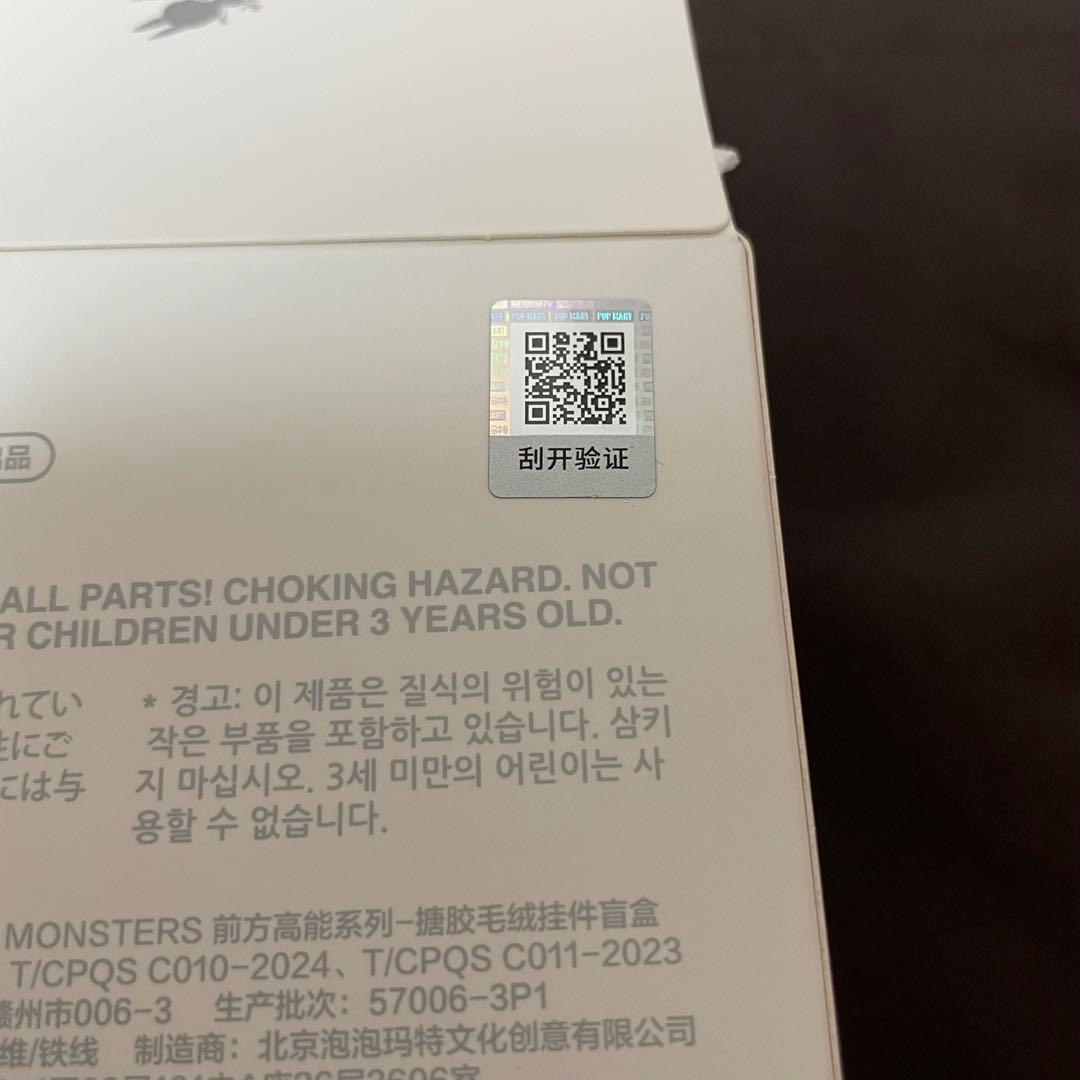 POP MART POP MART POP MART
刮开验证
品
ALL PARTS! CHOKING HAZARD. NOT
R CHILDREN UNDER 3 YEARS OLD.
れてい
にご
には与
* 경고: 이 제품은 질식의 위험이 있는
작은 부품을 포함하고 있습니다. 삼키
지 마십시오. 3세 미만의 어린이는 사
용할 수 없습니다.
MONSTERS 前方高能系列-搪胶毛绒挂件盲盒
T/CPQS C010-2024、T/CPQS C011-2023
赣州市006-3 生产批次：57006-3P1
维/铁线 制造商：北京泡泡玛特文化创意有限公司